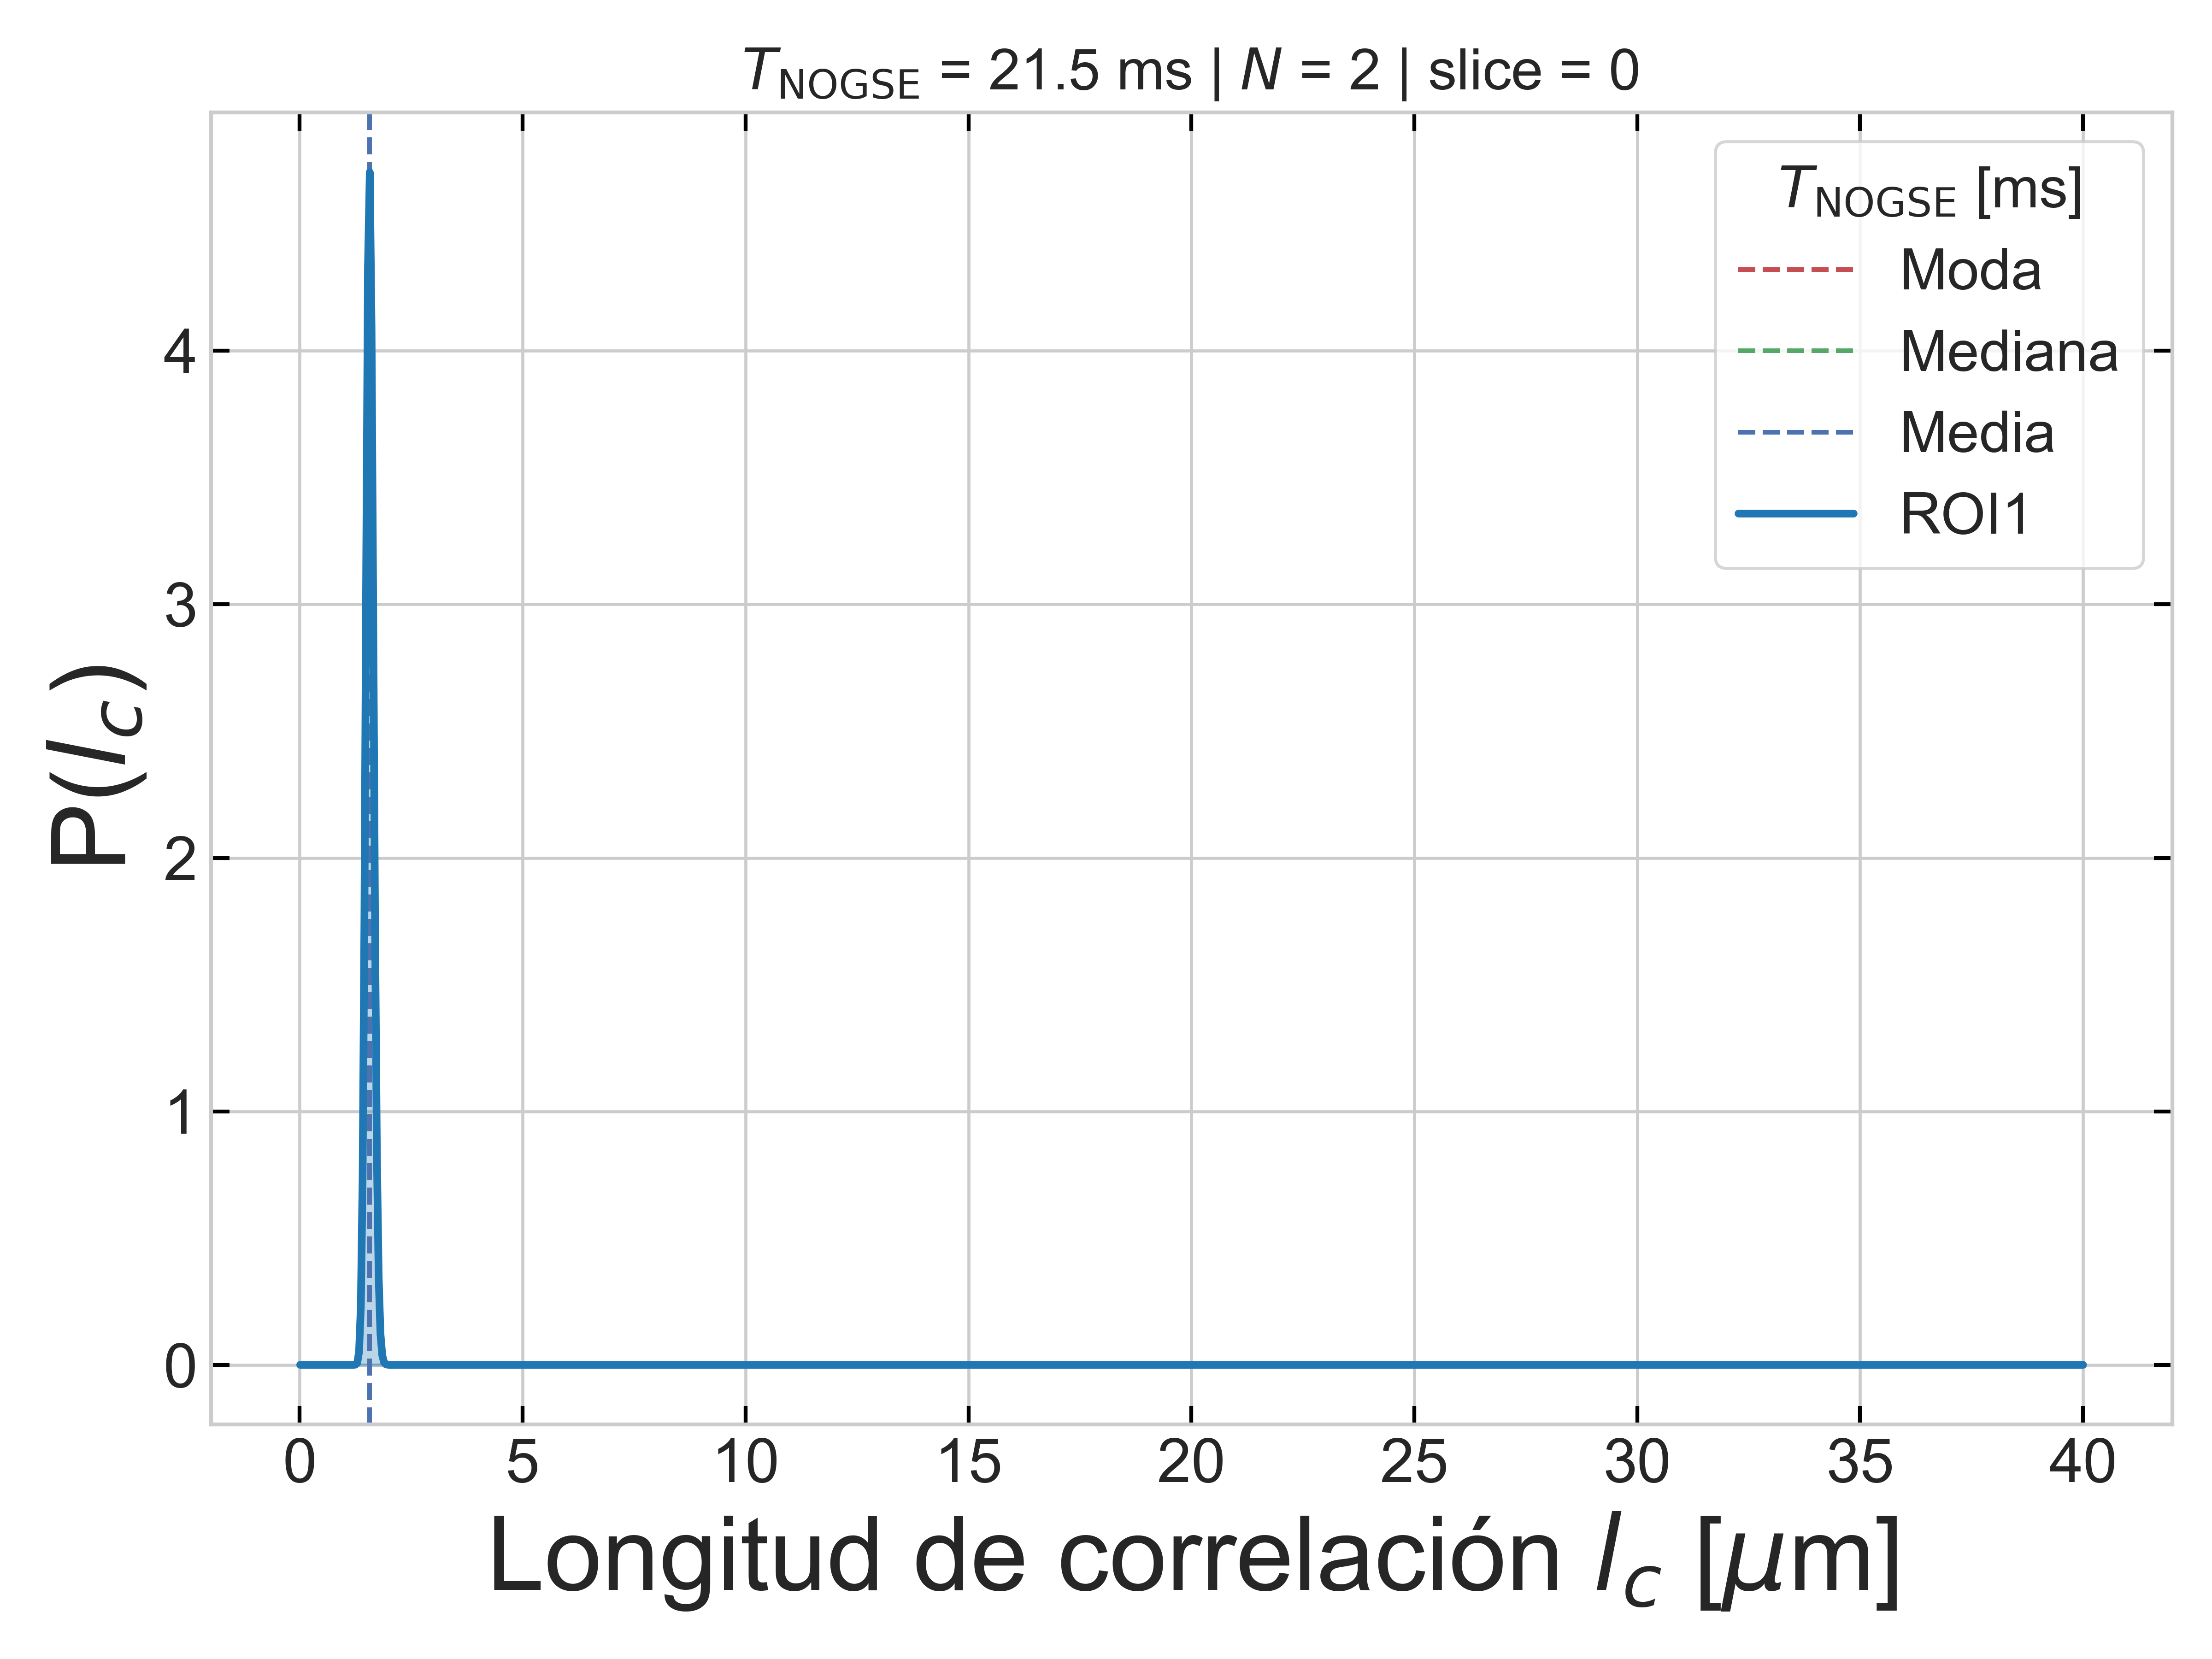 T_NOGSE = 21.5 ms | N = 2 | slice = 0
T_NOGSE [ms]
Moda
Mediana
Media
ROI1
P(l_c)
4
3
2
1
0
0 5 10 15 20 25 30 35 40
Longitud de correlación l_c [μm]